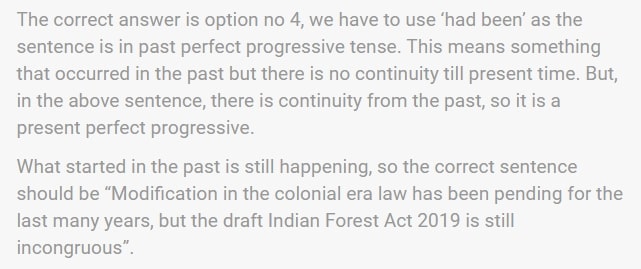 The correct answer is option no 4, we have to use ‘had been’ as the
sentence is in past perfect progressive tense. This means something
that occurred in the past but there is no continuity till present time. But,
in the above sentence, there is continuity from the past, so it is a
present perfect progressive.
What started in the past is still happening, so the correct sentence
should be “Modification in the colonial era law has been pending for the
last many years, but the draft Indian Forest Act 2019 is still
incongruous”.